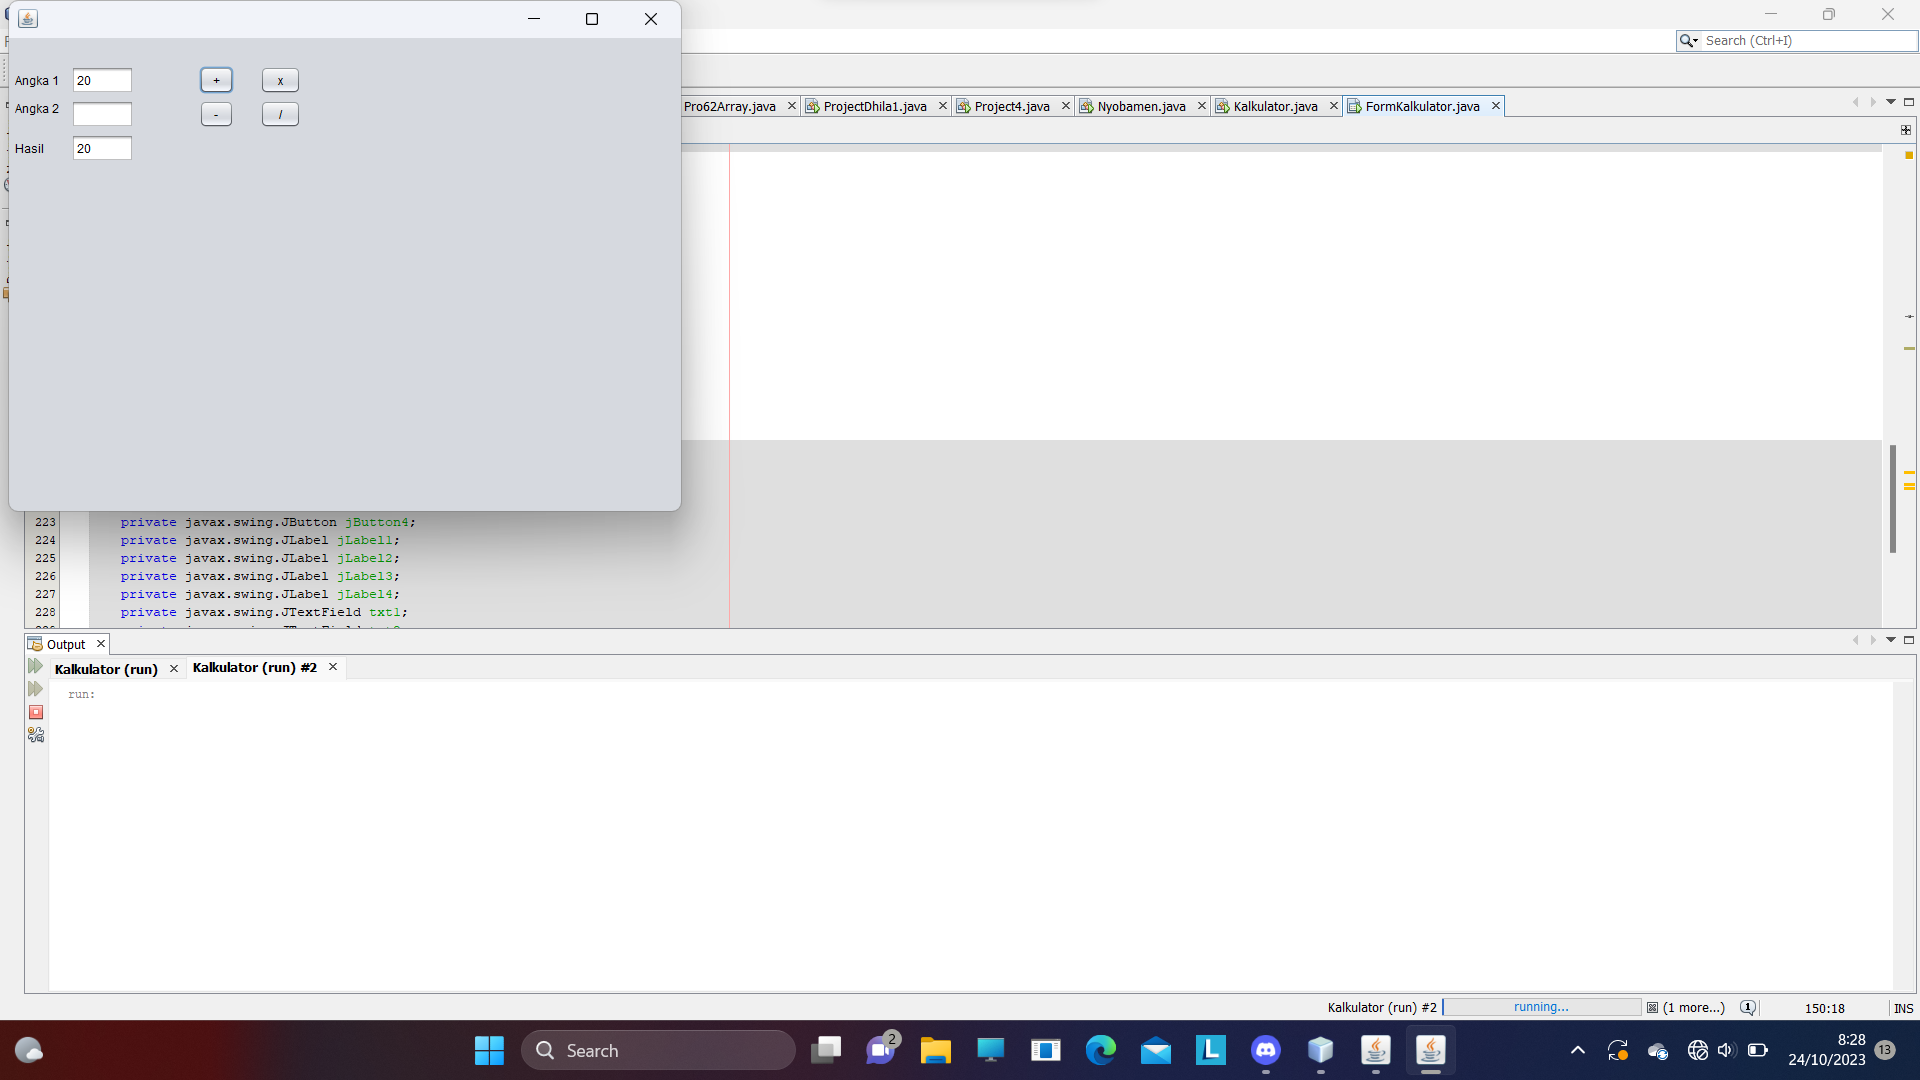 Search (Ctrl+I)
Angka 1 20 + x
Angka 2 - /
Hasil 20
Pro62Array.java ProjectDhila1.java Project4.java Nyobamen.java Kalkulator.java FormKalkulator.java
223 private javax.swing.JButton jButton4;
224 private javax.swing.JLabel jLabel1;
225 private javax.swing.JLabel jLabel2;
226 private javax.swing.JLabel jLabel3;
227 private javax.swing.JLabel jLabel4;
228 private javax.swing.JTextField txt1;
Output
Kalkulator (run) Kalkulator (run) #2
run:
Kalkulator (run) #2 running... (1 more...) 1 150:18 INS
Search 2 L 8:28 13
24/10/2023